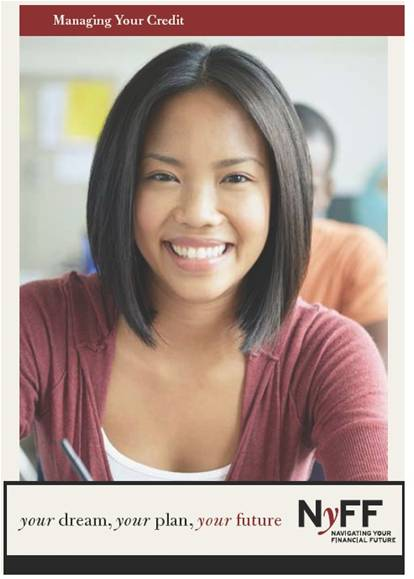 Managing Your Credit
your dream, your plan, your future
NyFF
NAVIGATING YOUR
FINANCIAL FUTURE